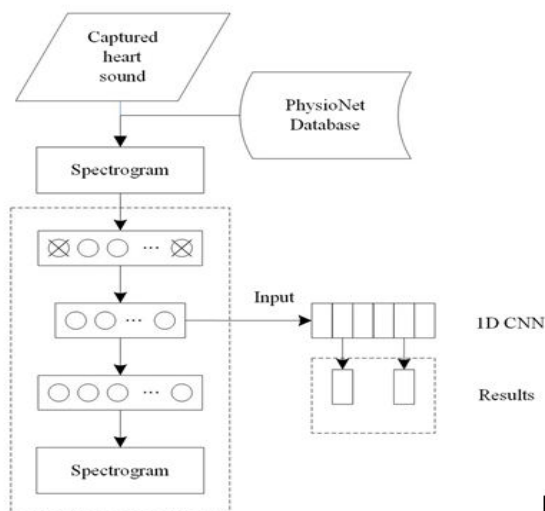 Captured
heart
sound
PhysioNet
Database
Spectrogram
...
Input
...
1D CNN
...
Results
Spectrogram